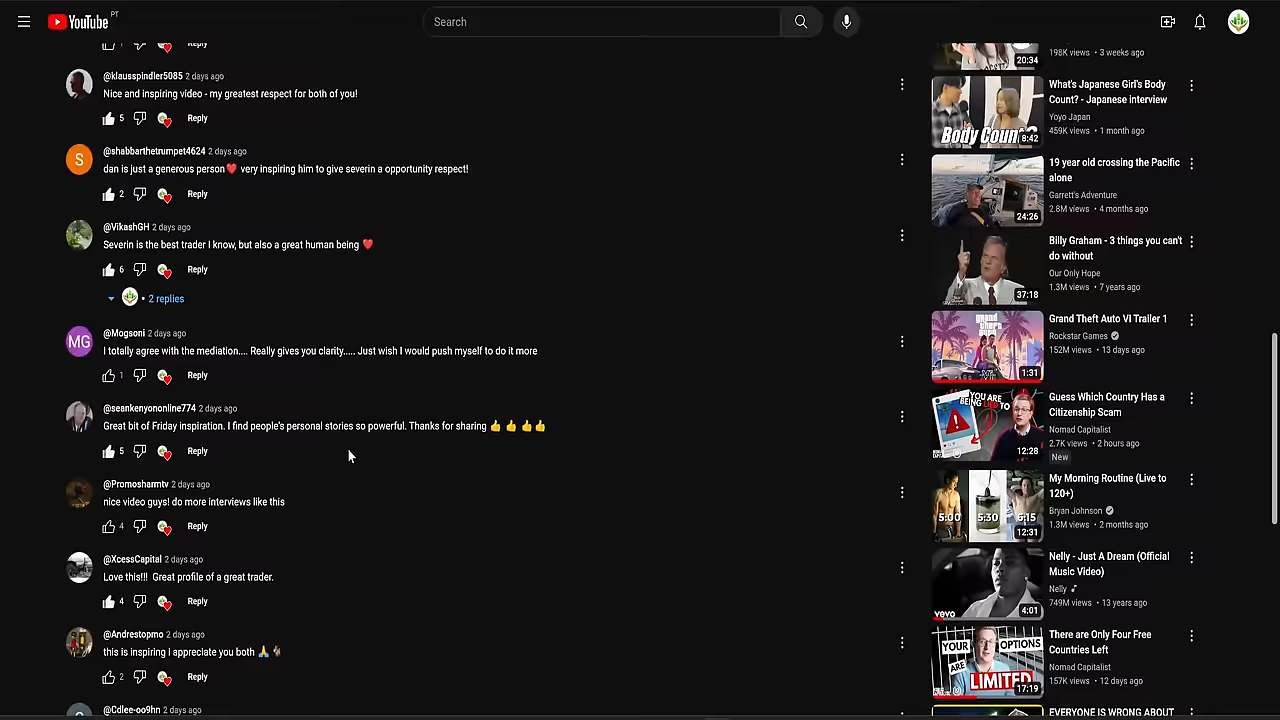 YouTube PT
Search
Reply
@klausspindler5085 2 days ago
Nice and inspiring video - my greatest respect for both of you!
5 Reply
S
@shabbarthetrumpet4624 2 days ago
dan is just a generous person❤️ very inspiring him to give severin a opportunity respect!
2 Reply
@VikashGH 2 days ago
Severin is the best trader I know, but also a great human being ❤️
6 Reply
• 2 replies
MG
@Mogsoni 2 days ago
I totally agree with the mediation.... Really gives you clarity..... Just wish I would push myself to do it more
1 Reply
@seankenyononline774 2 days ago
Great bit of Friday inspiration. I find people's personal stories so powerful. Thanks for sharing 👍 👍 👍👍
5 Reply
@Promosharmtv 2 days ago
nice video guys! do more interviews like this
4 Reply
@XcessCapital 2 days ago
Love this!!! Great profile of a great trader.
4 Reply
@Andrestopmo 2 days ago
this is inspiring i appreciate you both 🙏 🐐
2 Reply
@Cdlee-oo9hn 2 days ago
20:34
198K views • 3 weeks ago
Body Coun?
8:42
What's Japanese Girl's Body
Count? - Japanese interview
Yoyo Japan
459K views • 1 month ago
24:26
19 year old crossing the Pacific
alone
Garrett's Adventure
2.8M views • 4 months ago
37:18
Billy Graham - 3 things you can't
do without
Our Only Hope
1.3M views • 7 years ago
grand
theft
1:31
Grand Theft Auto VI Trailer 1
Rockstar Games
152M views • 13 days ago
YOU ARE
BEING LIED TO
12:28
Guess Which Country Has a
Citizenship Scam
Nomad Capitalist
2.7K views • 2 hours ago
New
5:00 5:30 6:15
12:31
My Morning Routine (Live to
120+)
Bryan Johnson
1.3M views • 2 months ago
vevo
4:01
Nelly - Just A Dream (Official
Music Video)
Nelly
749M views • 13 years ago
YOUR OPTIONS
ARE
LIMITED
17:19
There are Only Four Free
Countries Left
Nomad Capitalist
157K views • 12 days ago
EVERYONE IS WRONG ABOUT